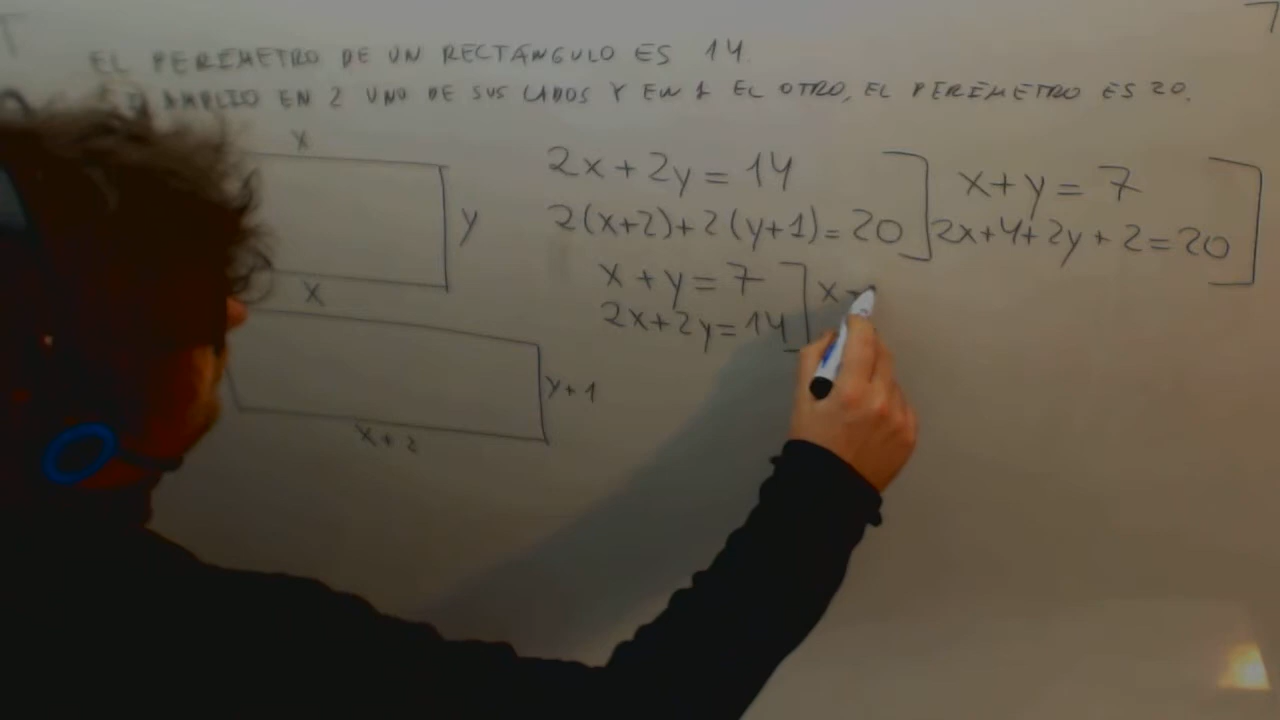 EL PERÍMETRO DE UN RECTÁNGULO ES 14.
AMPLIO EN 2 UNO DE SUS LADOS Y EN 1 EL OTRO, EL PERÍMETRO ES 20.
x
y
x
y+1
x+2
2x+2y=14
2(x+2)+2(y+1)=20
x+y=7
2x+4+2y+2=20
x+y=7
2x+2y=14
x